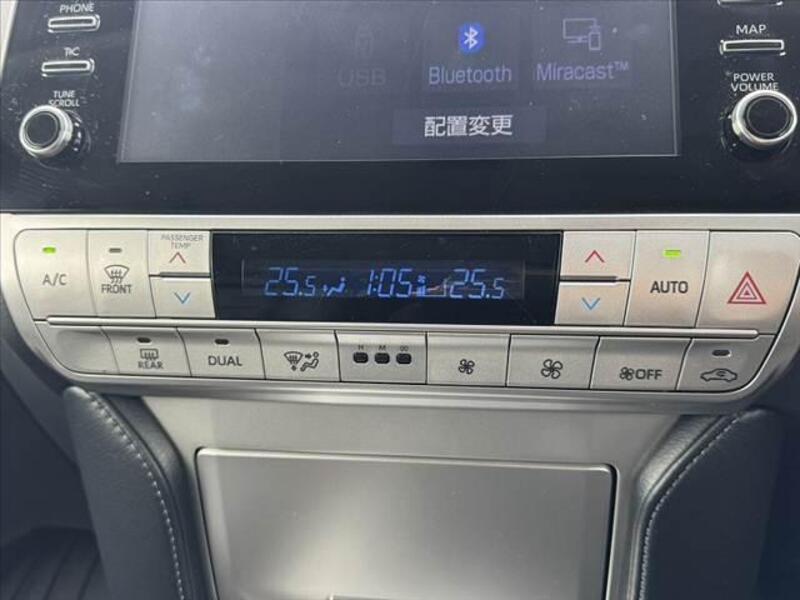 PHONE
T/C
TUNE
SCROLL
USB
Bluetooth
Miracast™
配置変更
MAP
POWER
VOLUME
A/C
FRONT
PASSENGER
TEMP
25.5
1:05
25.5
AUTO
REAR
DUAL
H
M
:00
OFF